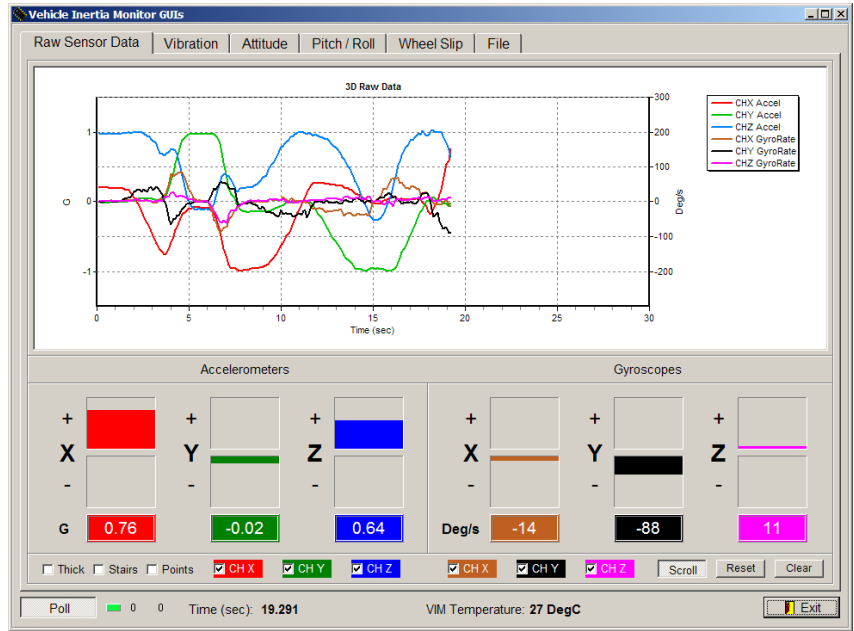 Vehicle Inertia Monitor GUIs
Raw Sensor Data Vibration Attitude Pitch / Roll Wheel Slip File
3D Raw Data
CHX Accel
CHY Accel
CHZ Accel
CHX GyroRate
CHY GyroRate
CHZ GyroRate
300
1 200
100
G 0 0 Deg/s
-100
-1 -200
0 5 10 15 20 25 30
Time (sec)
Accelerometers Gyroscopes
+ + + + + +
X Y Z X Y Z
- - - - - -
G 0.76 -0.02 0.64 Deg/s -14 -88 11
Thick Stairs Points CH X CH Y CH Z CH X CH Y CH Z Scroll Reset Clear
Poll 0 0 Time (sec): 19.291 VIM Temperature: 27 DegC Exit